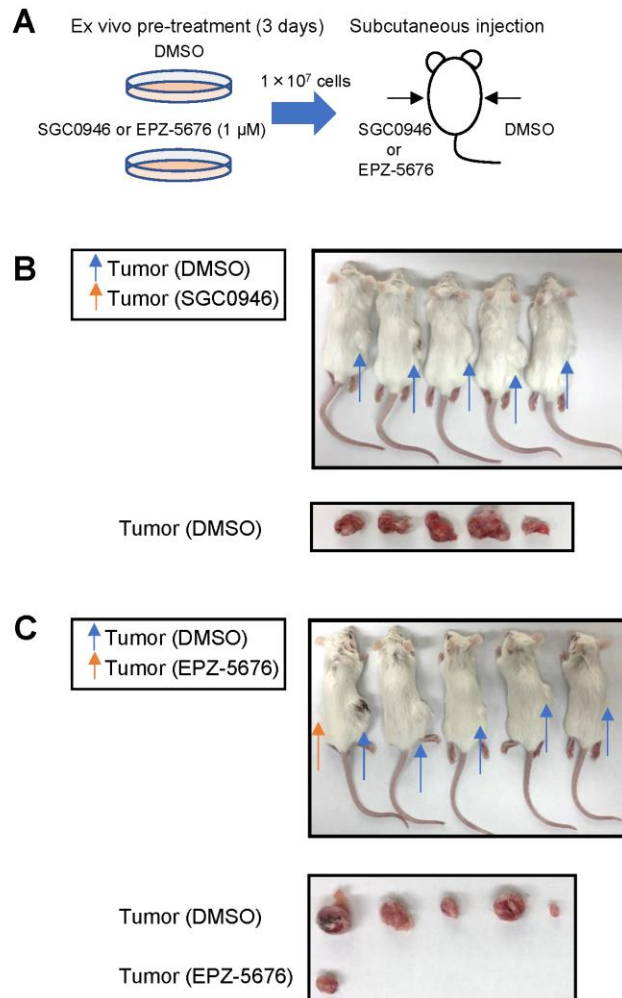 A
Ex vivo pre-treatment (3 days)
Subcutaneous injection
DMSO
1 × 10⁷ cells
SGC0946 or EPZ-5676 (1 µM)
SGC0946
or
EPZ-5676
DMSO
B
Tumor (DMSO)
Tumor (SGC0946)
Tumor (DMSO)
C
Tumor (DMSO)
Tumor (EPZ-5676)
Tumor (DMSO)
Tumor (EPZ-5676)